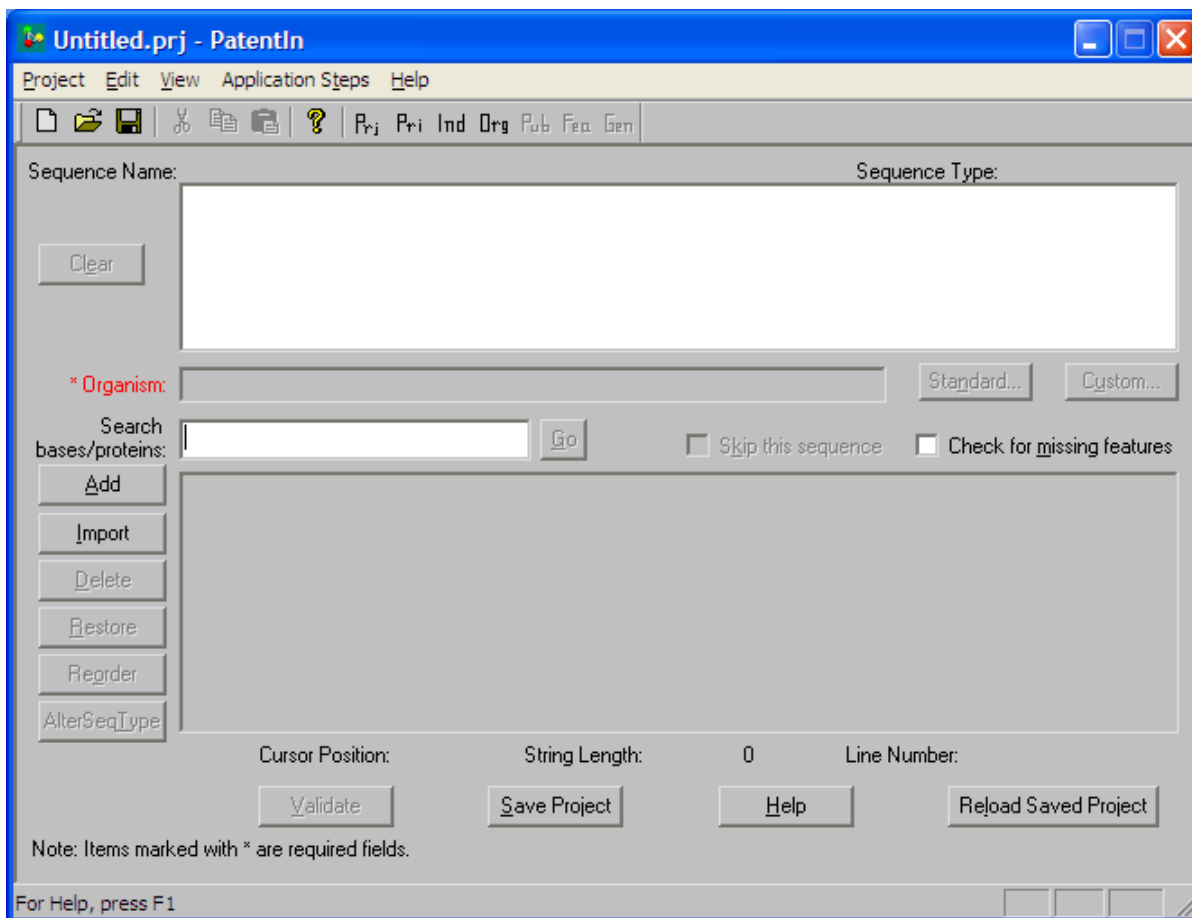 Untitled.prj - PatentIn
Project Edit View Application Steps Help
Prj Pri Ind Org Pub Fea Gen
Sequence Name: Sequence Type:
Clear
* Organism: Standard... Custom...
Search
bases/proteins: Go Skip this sequence Check for missing features
Add
Import
Delete
Restore
Reorder
AlterSeqType
Cursor Position: String Length: 0 Line Number:
Validate Save Project Help Reload Saved Project
Note: Items marked with * are required fields.
For Help, press F1